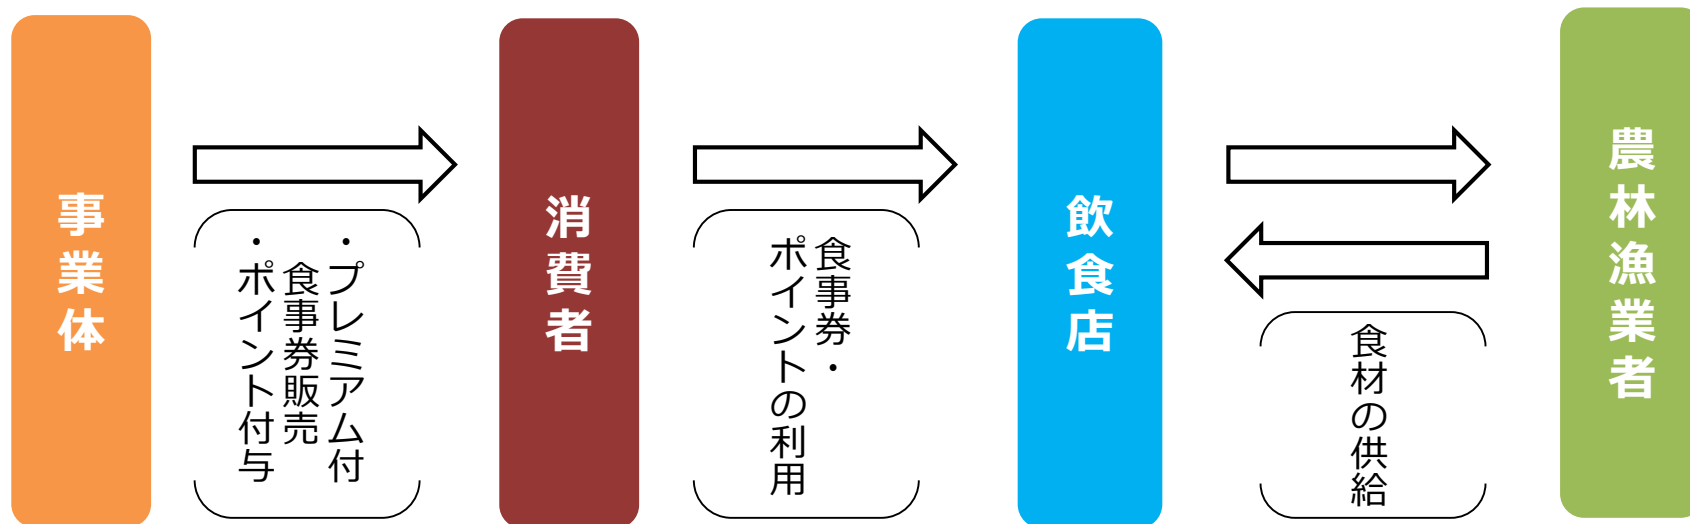 事業体
・プレミアム付
食事券販売
・ポイント付与
消費者
食事券・
ポイントの利用
飲食店
食材の供給
農林漁業者